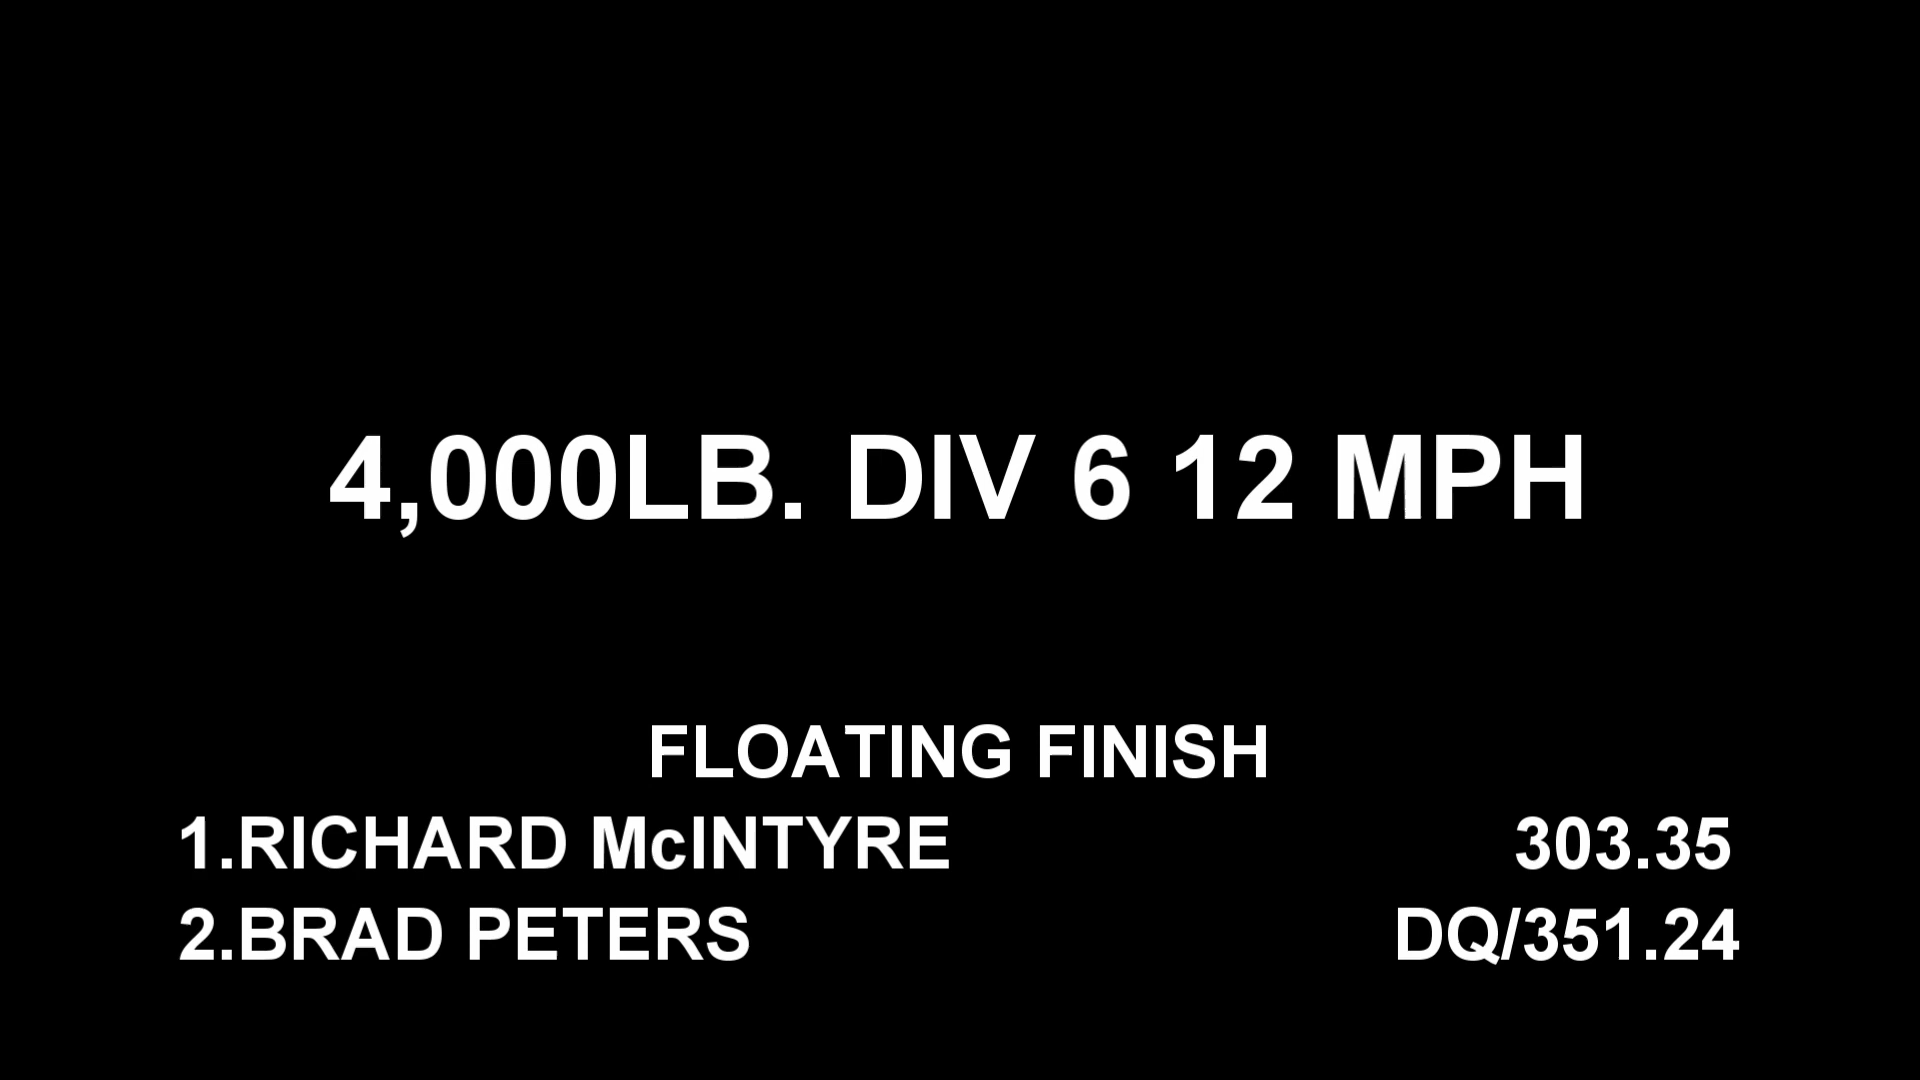 4,000LB. DIV 6 12 MPH
FLOATING FINISH
1.RICHARD McINTYRE 303.35
2.BRAD PETERS DQ/351.24